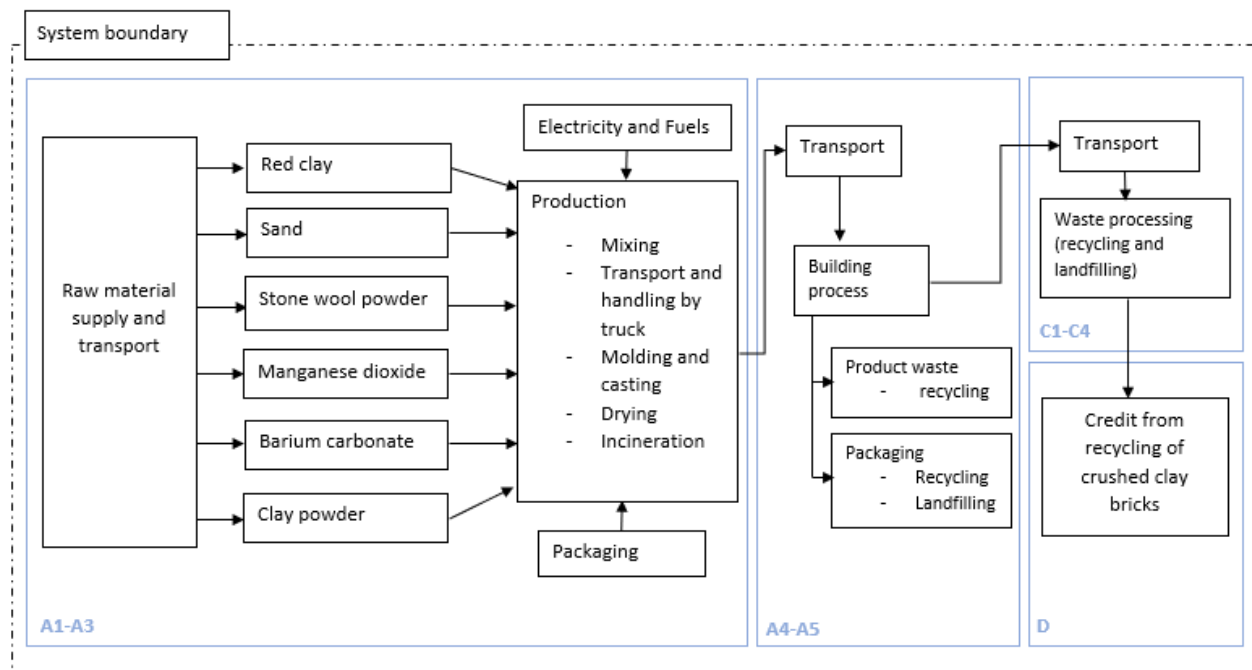 System boundary
Raw material
supply and
transport
Red clay
Sand
Stone wool powder
Manganese dioxide
Barium carbonate
Clay powder
Electricity and Fuels
Production
- Mixing
- Transport and
handling by
truck
- Molding and
casting
- Drying
- Incineration
Packaging
A1-A3
Transport
Building
process
Product waste
- recycling
Packaging
- Recycling
- Landfilling
A4-A5
Transport
Waste processing
(recycling and
landfilling)
C1-C4
Credit from
recycling of
crushed clay
bricks
D